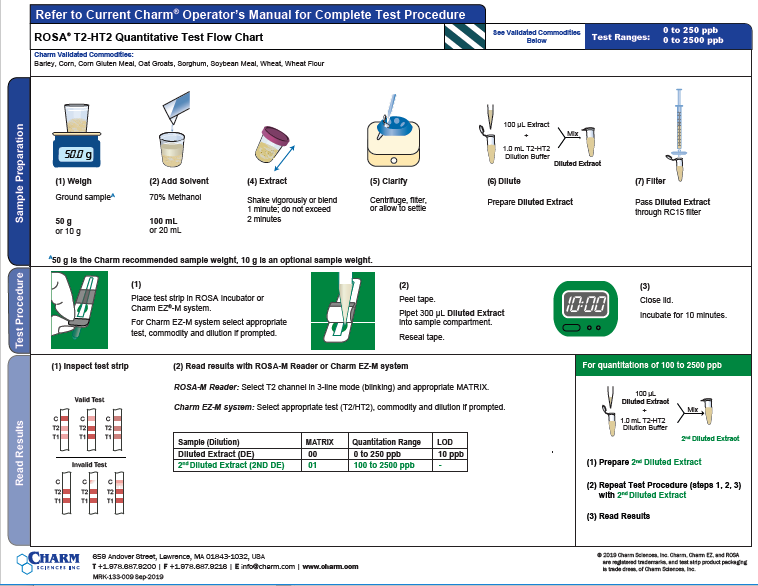 Refer to Current Charm® Operator's Manual for Complete Test Procedure
ROSA® T2-HT2 Quantitative Test Flow Chart
See Validated Commodities
Below
Test Ranges:
0 to 250 ppb
0 to 2500 ppb
Charm Validated Commodities:
Barley, Corn, Corn Gluten Meal, Oat Groats, Sorghum, Soybean Meal, Wheat, Wheat Flour
Sample Preparation
50.0 g
100 µL Extract
+
1.0 mL T2-HT2
Dilution Buffer
Mix
Diluted Extract
(1) Weigh
Ground sampleA
50 g
or 10 g
(2) Add Solvent
70% Methanol
100 mL
or 20 mL
(4) Extract
Shake vigorously or blend
1 minute; do not exceed
2 minutes
(5) Clarify
Centrifuge, filter,
or allow to settle
(6) Dilute
Prepare Diluted Extract
(7) Filter
Pass Diluted Extract
through RC15 filter
A50 g is the Charm recommended sample weight, 10 g is an optional sample weight.
Test Procedure
(1)
Place test strip in ROSA Incubator or
Charm EZ®-M system.
For Charm EZ-M system select appropriate
test, commodity and dilution if prompted.
(2)
Peel tape.
Pipet 300 µL Diluted Extract
into sample compartment.
Reseal tape.
10:00
(3)
Close lid.
Incubate for 10 minutes.
Read Results
(1) Inspect test strip
Valid Test
C
T2
T1
C
T2
T1
C
T2
T1
Invalid Test
C
T2
T1
C
T2
T1
C
T2
T1
(2) Read results with ROSA-M Reader or Charm EZ-M system
ROSA-M Reader: Select T2 channel in 3-line mode (blinking) and appropriate MATRIX.
Charm EZ-M system: Select appropriate test (T2/HT2), commodity and dilution if prompted.
Sample (Dilution) MATRIX Quantitation Range LOD
Diluted Extract (DE) 00 0 to 250 ppb 10 ppb
2nd Diluted Extract (2ND DE) 01 100 to 2500 ppb -
For quantitations of 100 to 2500 ppb
100 µL
Diluted Extract
+
1.0 mL T2-HT2
Dilution Buffer
Mix
2nd Diluted Extract
(1) Prepare 2nd Diluted Extract
(2) Repeat Test Procedure (steps 1, 2, 3)
with 2nd Diluted Extract
(3) Read Results
CHARM
SCIENCES INC.
659 Andover Street, Lawrence, MA 01843-1032, USA
T +1.978.687.9200 | F +1.978.687.9216 | E info@charm.com | www.charm.com
MRK-133-009 Sep-2019
© 2019 Charm Sciences, Inc. Charm, Charm EZ, and ROSA
are registered trademarks, and test strip product packaging
is trade dress, of Charm Sciences, Inc.